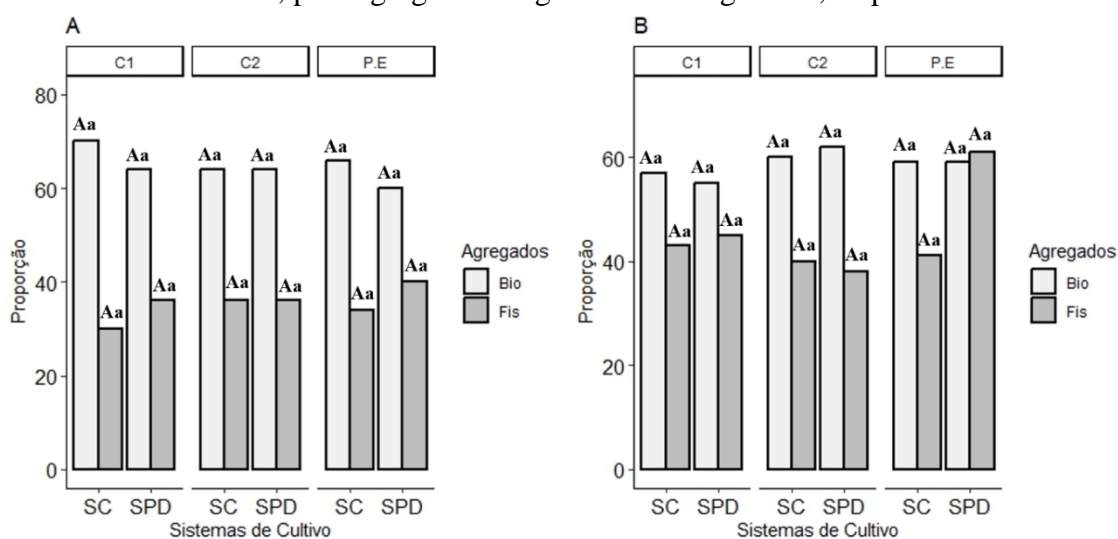 A
B
C1 C2 P.E
C1 C2 P.E
80
60
40
20
0
Proporção
Aa Aa Aa Aa Aa Aa
Aa Aa Aa Aa Aa Aa
SC SPD SC SPD SC SPD
Sistemas de Cultivo
Agregados
Bio
Fis
60
40
20
0
Proporção
Aa Aa Aa Aa Aa Aa
Aa Aa Aa Aa Aa Aa
SC SPD SC SPD SC SPD
Sistemas de Cultivo
Agregados
Bio
Fis